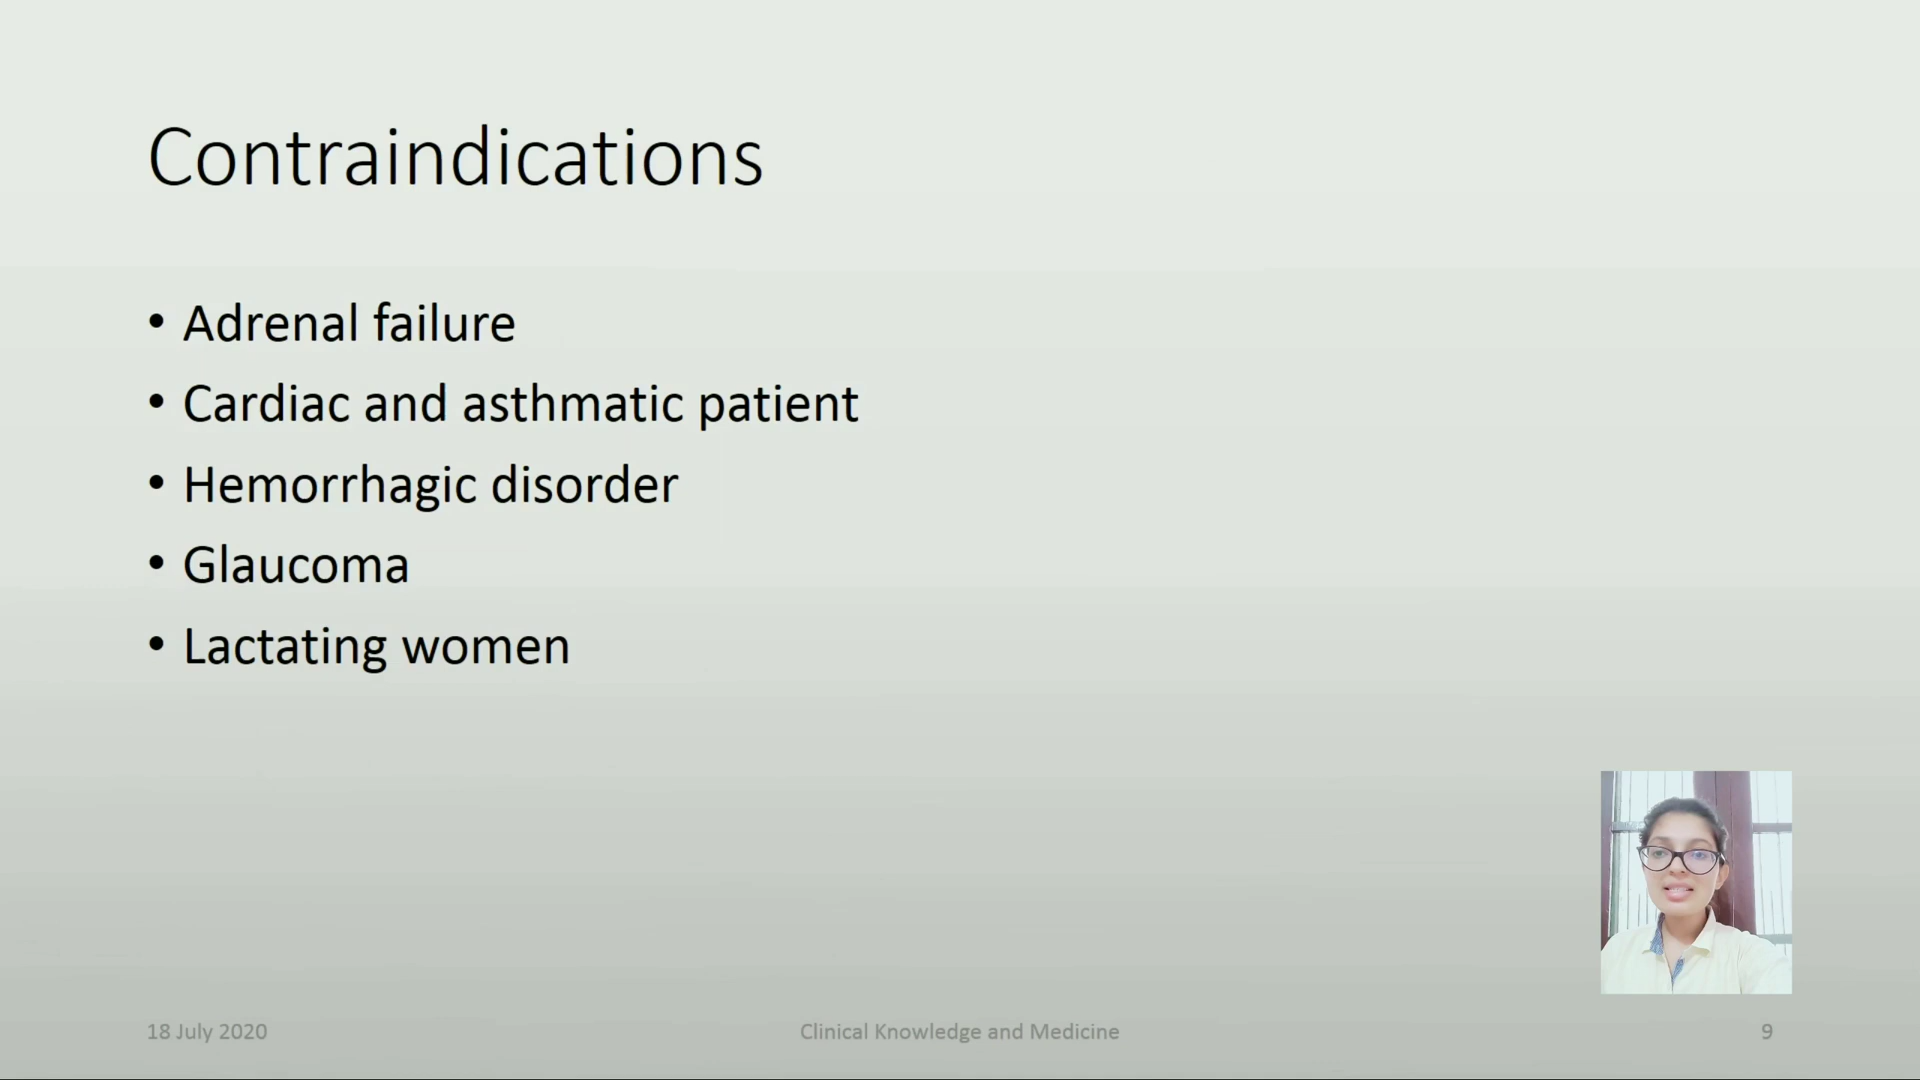 Contraindications
• Adrenal failure
• Cardiac and asthmatic patient
• Hemorrhagic disorder
• Glaucoma
• Lactating women
18 July 2020
Clinical Knowledge and Medicine
9